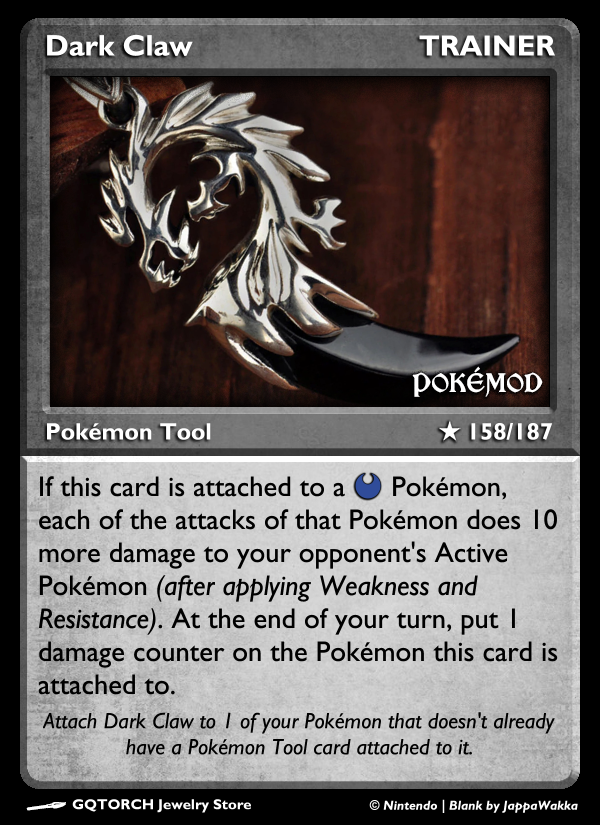 Dark Claw TRAINER
POKÉMOD
Pokémon Tool ★ 158/187
If this card is attached to a Pokémon,
each of the attacks of that Pokémon does 10
more damage to your opponent's Active
Pokémon (after applying Weakness and
Resistance). At the end of your turn, put 1
damage counter on the Pokémon this card is
attached to.
Attach Dark Claw to 1 of your Pokémon that doesn't already
have a Pokémon Tool card attached to it.
GQTORCH Jewelry Store © Nintendo | Blank by JappaWakka